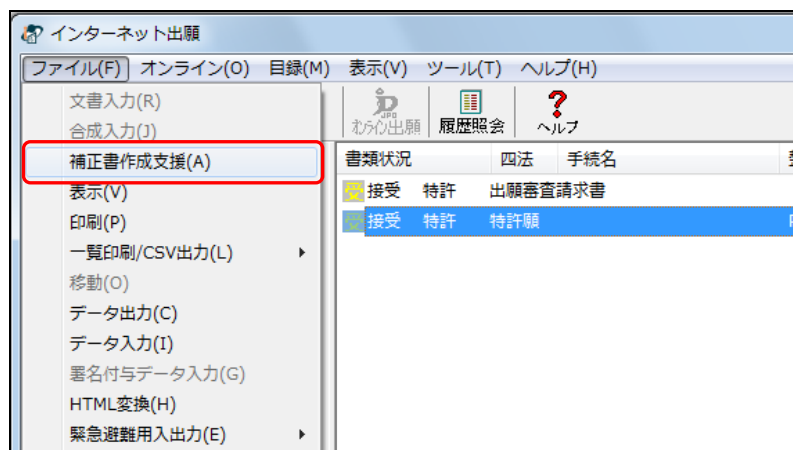 インターネット出願
ファイル(F) オンライン(O) 目録(M) 表示(V) ツール(T) ヘルプ(H)
文書入力(R)
合成入力(J)
補正書作成支援(A)
表示(V)
印刷(P)
一覧印刷/CSV出力(L)
移動(O)
データ出力(C)
データ入力(I)
署名付与データ入力(G)
HTML変換(H)
緊急避難用入出力(E)
JPO
オンライン出願 履歴照会 ヘルプ
書類状況 四法 手続名
受 接受 特許 出願審査請求書
受 接受 特許 特許願